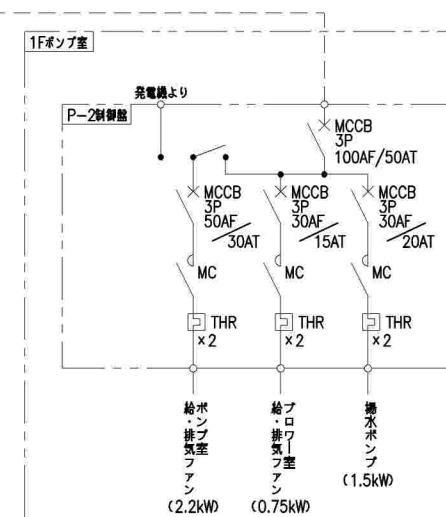 1Fポンプ室
発電機より
P-2制御盤
MCCB
3P
100AF/50AT
MCCB
3P
50AF
/30AT
MCCB
3P
30AF
/15AT
MCCB
3P
30AF
/20AT
MC
MC
MC
THR
×2
THR
×2
THR
×2
ポンプ室
給・排気ファン
(2.2kW)
ブロワー室
給・排気ファン
(0.75kW)
揚水ポンプ
(1.5kW)